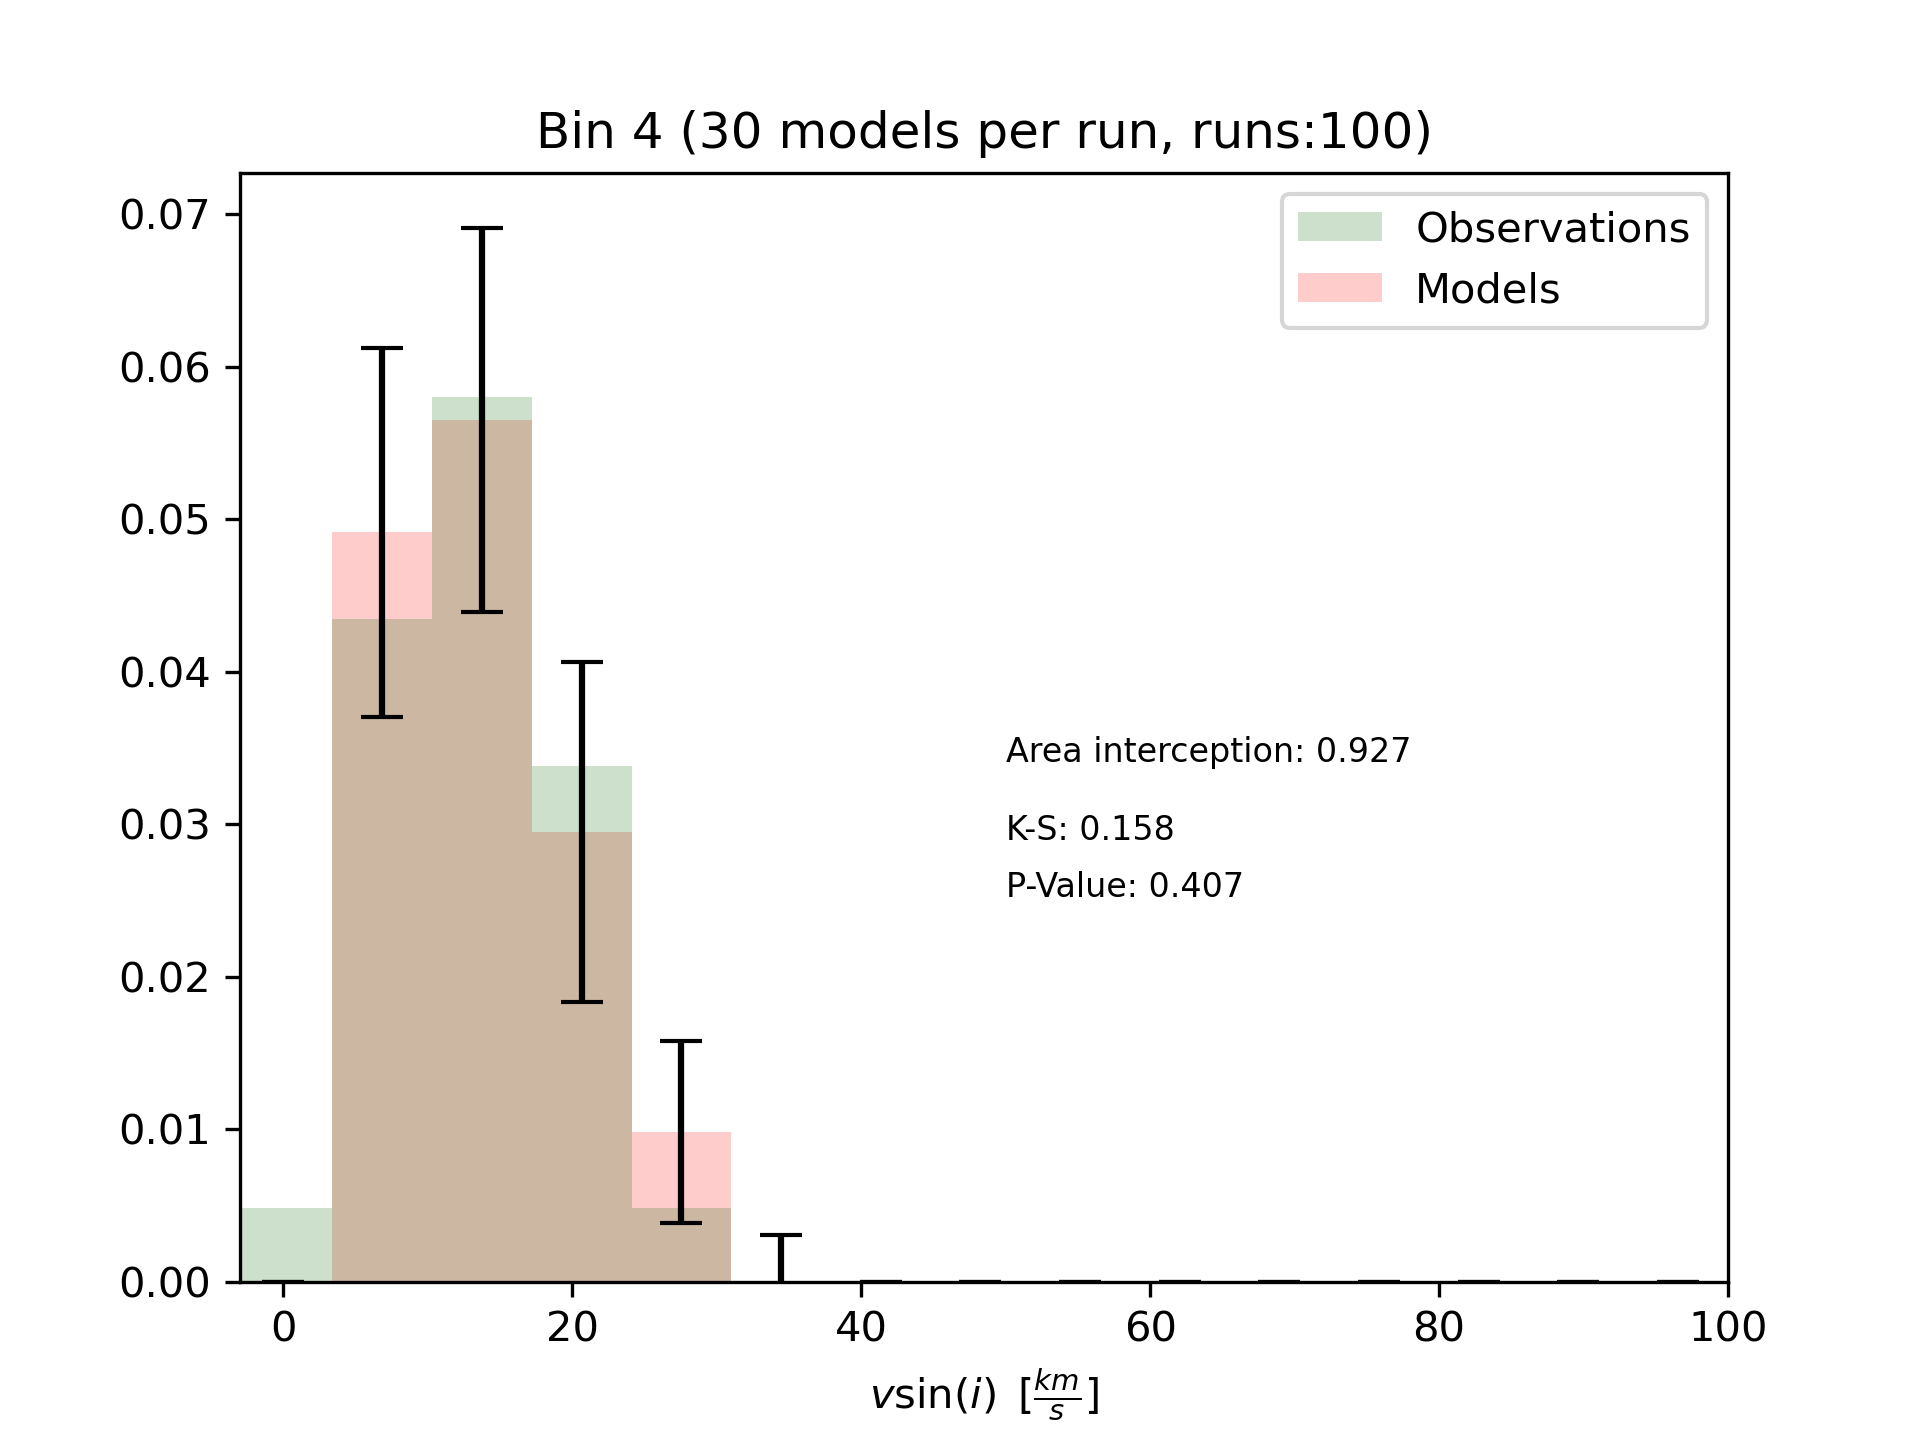 Bin 4 (30 models per run, runs:100)
Observations
Models
0.07
0.06
0.05
0.04
0.03
0.02
0.01
0.00
Area interception: 0.927
K-S: 0.158
P-Value: 0.407
0 20 40 60 80 100
vsin(i) [km/s]